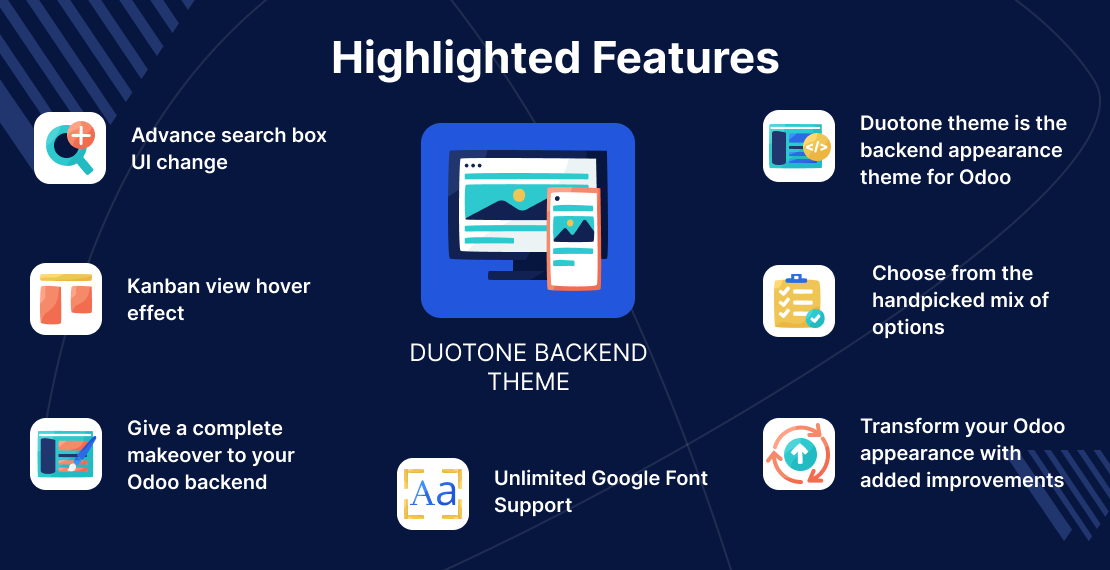 Highlighted Features
Advance search box
UI change
Kanban view hover
effect
Give a complete
makeover to your
Odoo backend
DUOTONE BACKEND
THEME
Aa
Unlimited Google Font
Support
</>
Duotone theme is the
backend appearance
theme for Odoo
Choose from the
handpicked mix of
options
Transform your Odoo
appearance with
added improvements